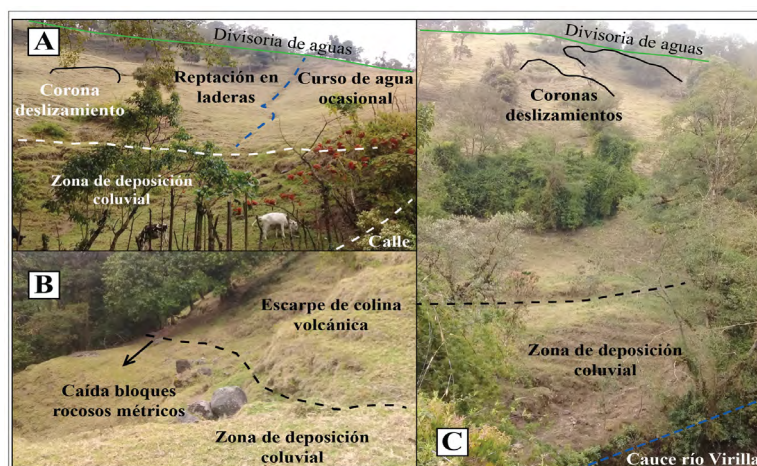 A
Divisoria de aguas
Corona
deslizamiento
Reptación en
laderas
Curso de agua
ocasional
Zona de deposición
coluvial
Calle
B
Escarpe de colina
volcánica
Caída bloques
rocosos métricos
Zona de deposición
coluvial
Divisoria de aguas
Coronas
deslizamientos
Zona de deposición
coluvial
C
Cauce río Virilla